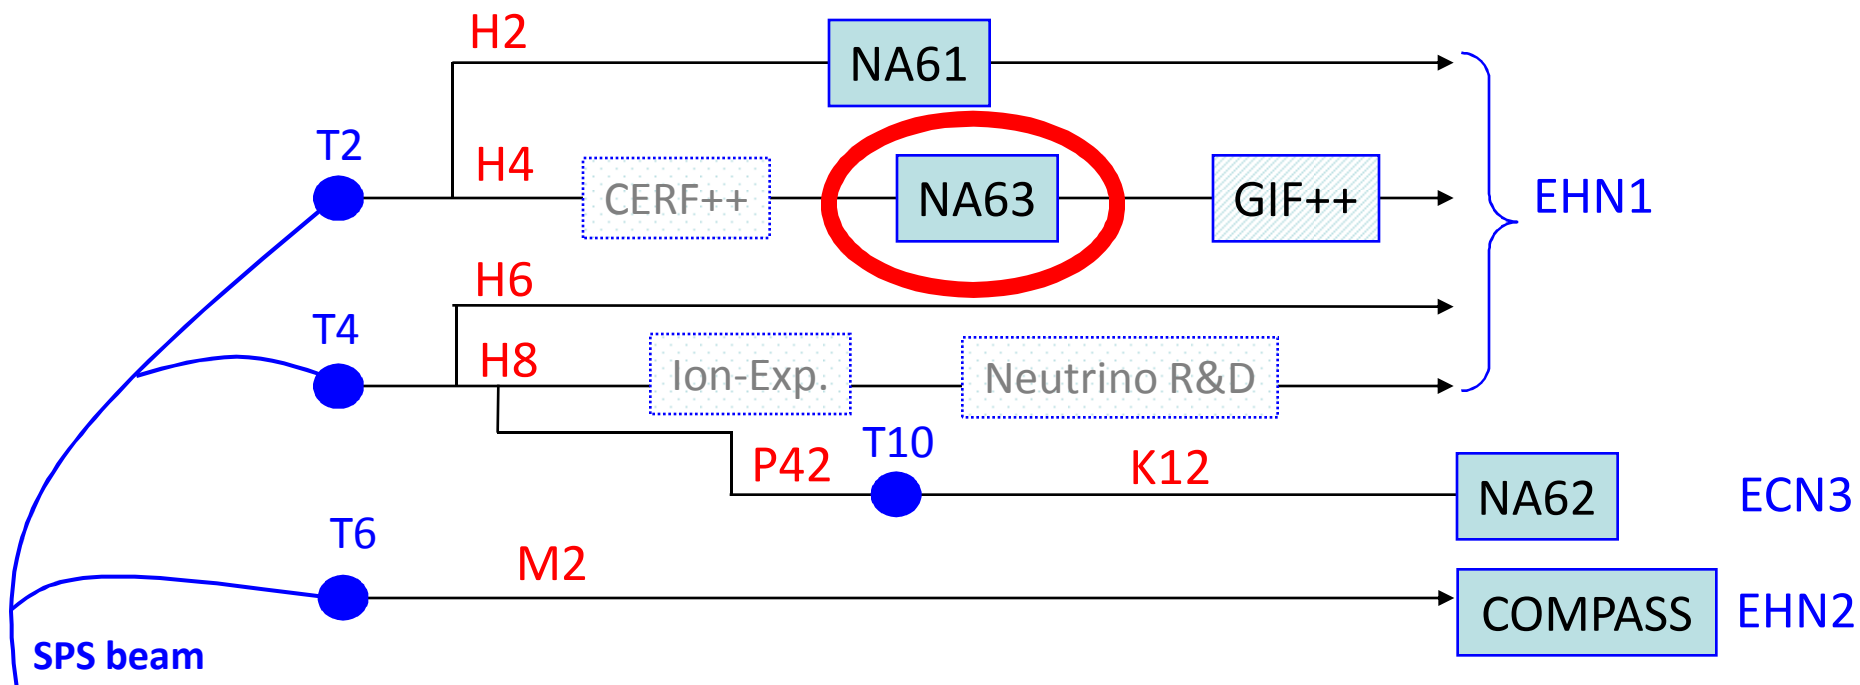 H2
NA61
T2
H4
CERF++
NA63
GIF++
EHN1
H6
T4
H8
Ion-Exp.
Neutrino R&D
T10
P42
K12
NA62
ECN3
T6
M2
COMPASS
EHN2
SPS beam